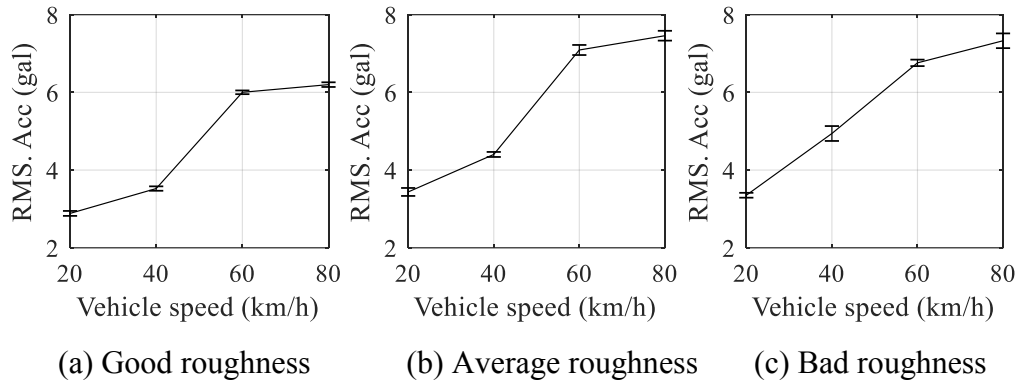 8
6
4
2
RMS. Acc (gal)
20 40 60 80
Vehicle speed (km/h)
(a) Good roughness
8
6
4
2
RMS. Acc (gal)
20 40 60 80
Vehicle speed (km/h)
(b) Average roughness
8
6
4
2
RMS. Acc (gal)
20 40 60 80
Vehicle speed (km/h)
(c) Bad roughness